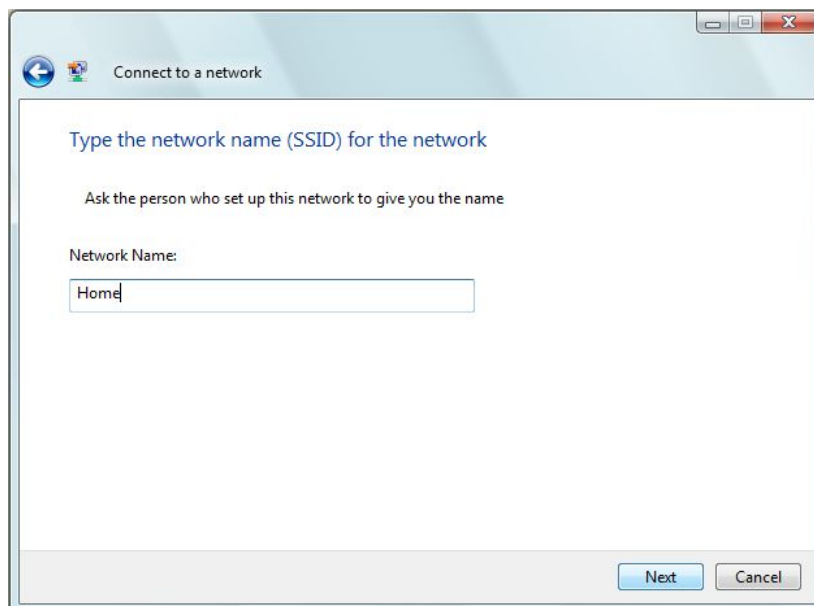 Connect to a network
Type the network name (SSID) for the network
Ask the person who set up this network to give you the name
Network Name:
Home
Next Cancel